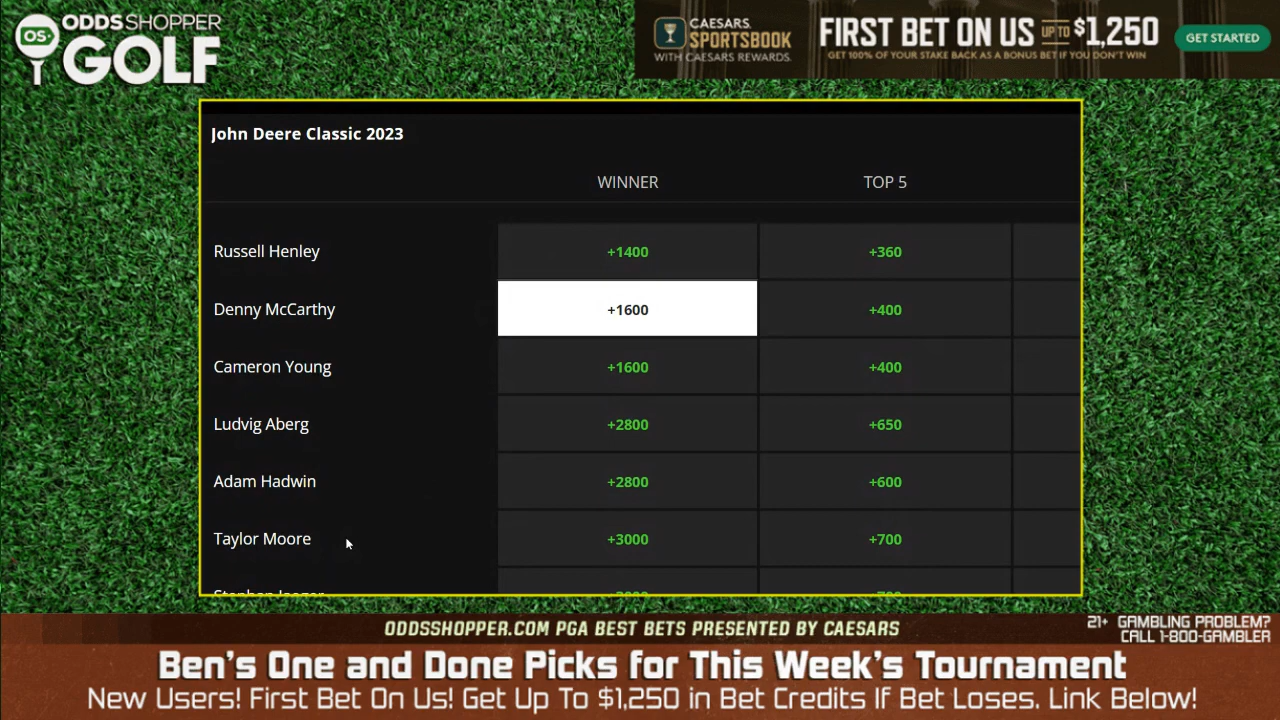 ODDSSHOPPER
OS
GOLF
CAESARS
SPORTSBOOK
WITH CAESARS REWARDS.
FIRST BET ON US UP TO $1,250
GET 100% OF YOUR STAKE BACK AS A BONUS BET IF YOU DON'T WIN
GET STARTED
John Deere Classic 2023
WINNER TOP 5
Russell Henley +1400 +360
Denny McCarthy +1600 +400
Cameron Young +1600 +400
Ludvig Aberg +2800 +650
Adam Hadwin +2800 +600
Taylor Moore +3000 +700
ODDSSHOPPER.COM PGA BEST BETS PRESENTED BY CAESARS
21+ GAMBLING PROBLEM?
CALL 1-800-GAMBLER
Ben's One and Done Picks for This Week's Tournament
New Users! First Bet On Us! Get Up To $1,250 in Bet Credits If Bet Loses. Link Below!